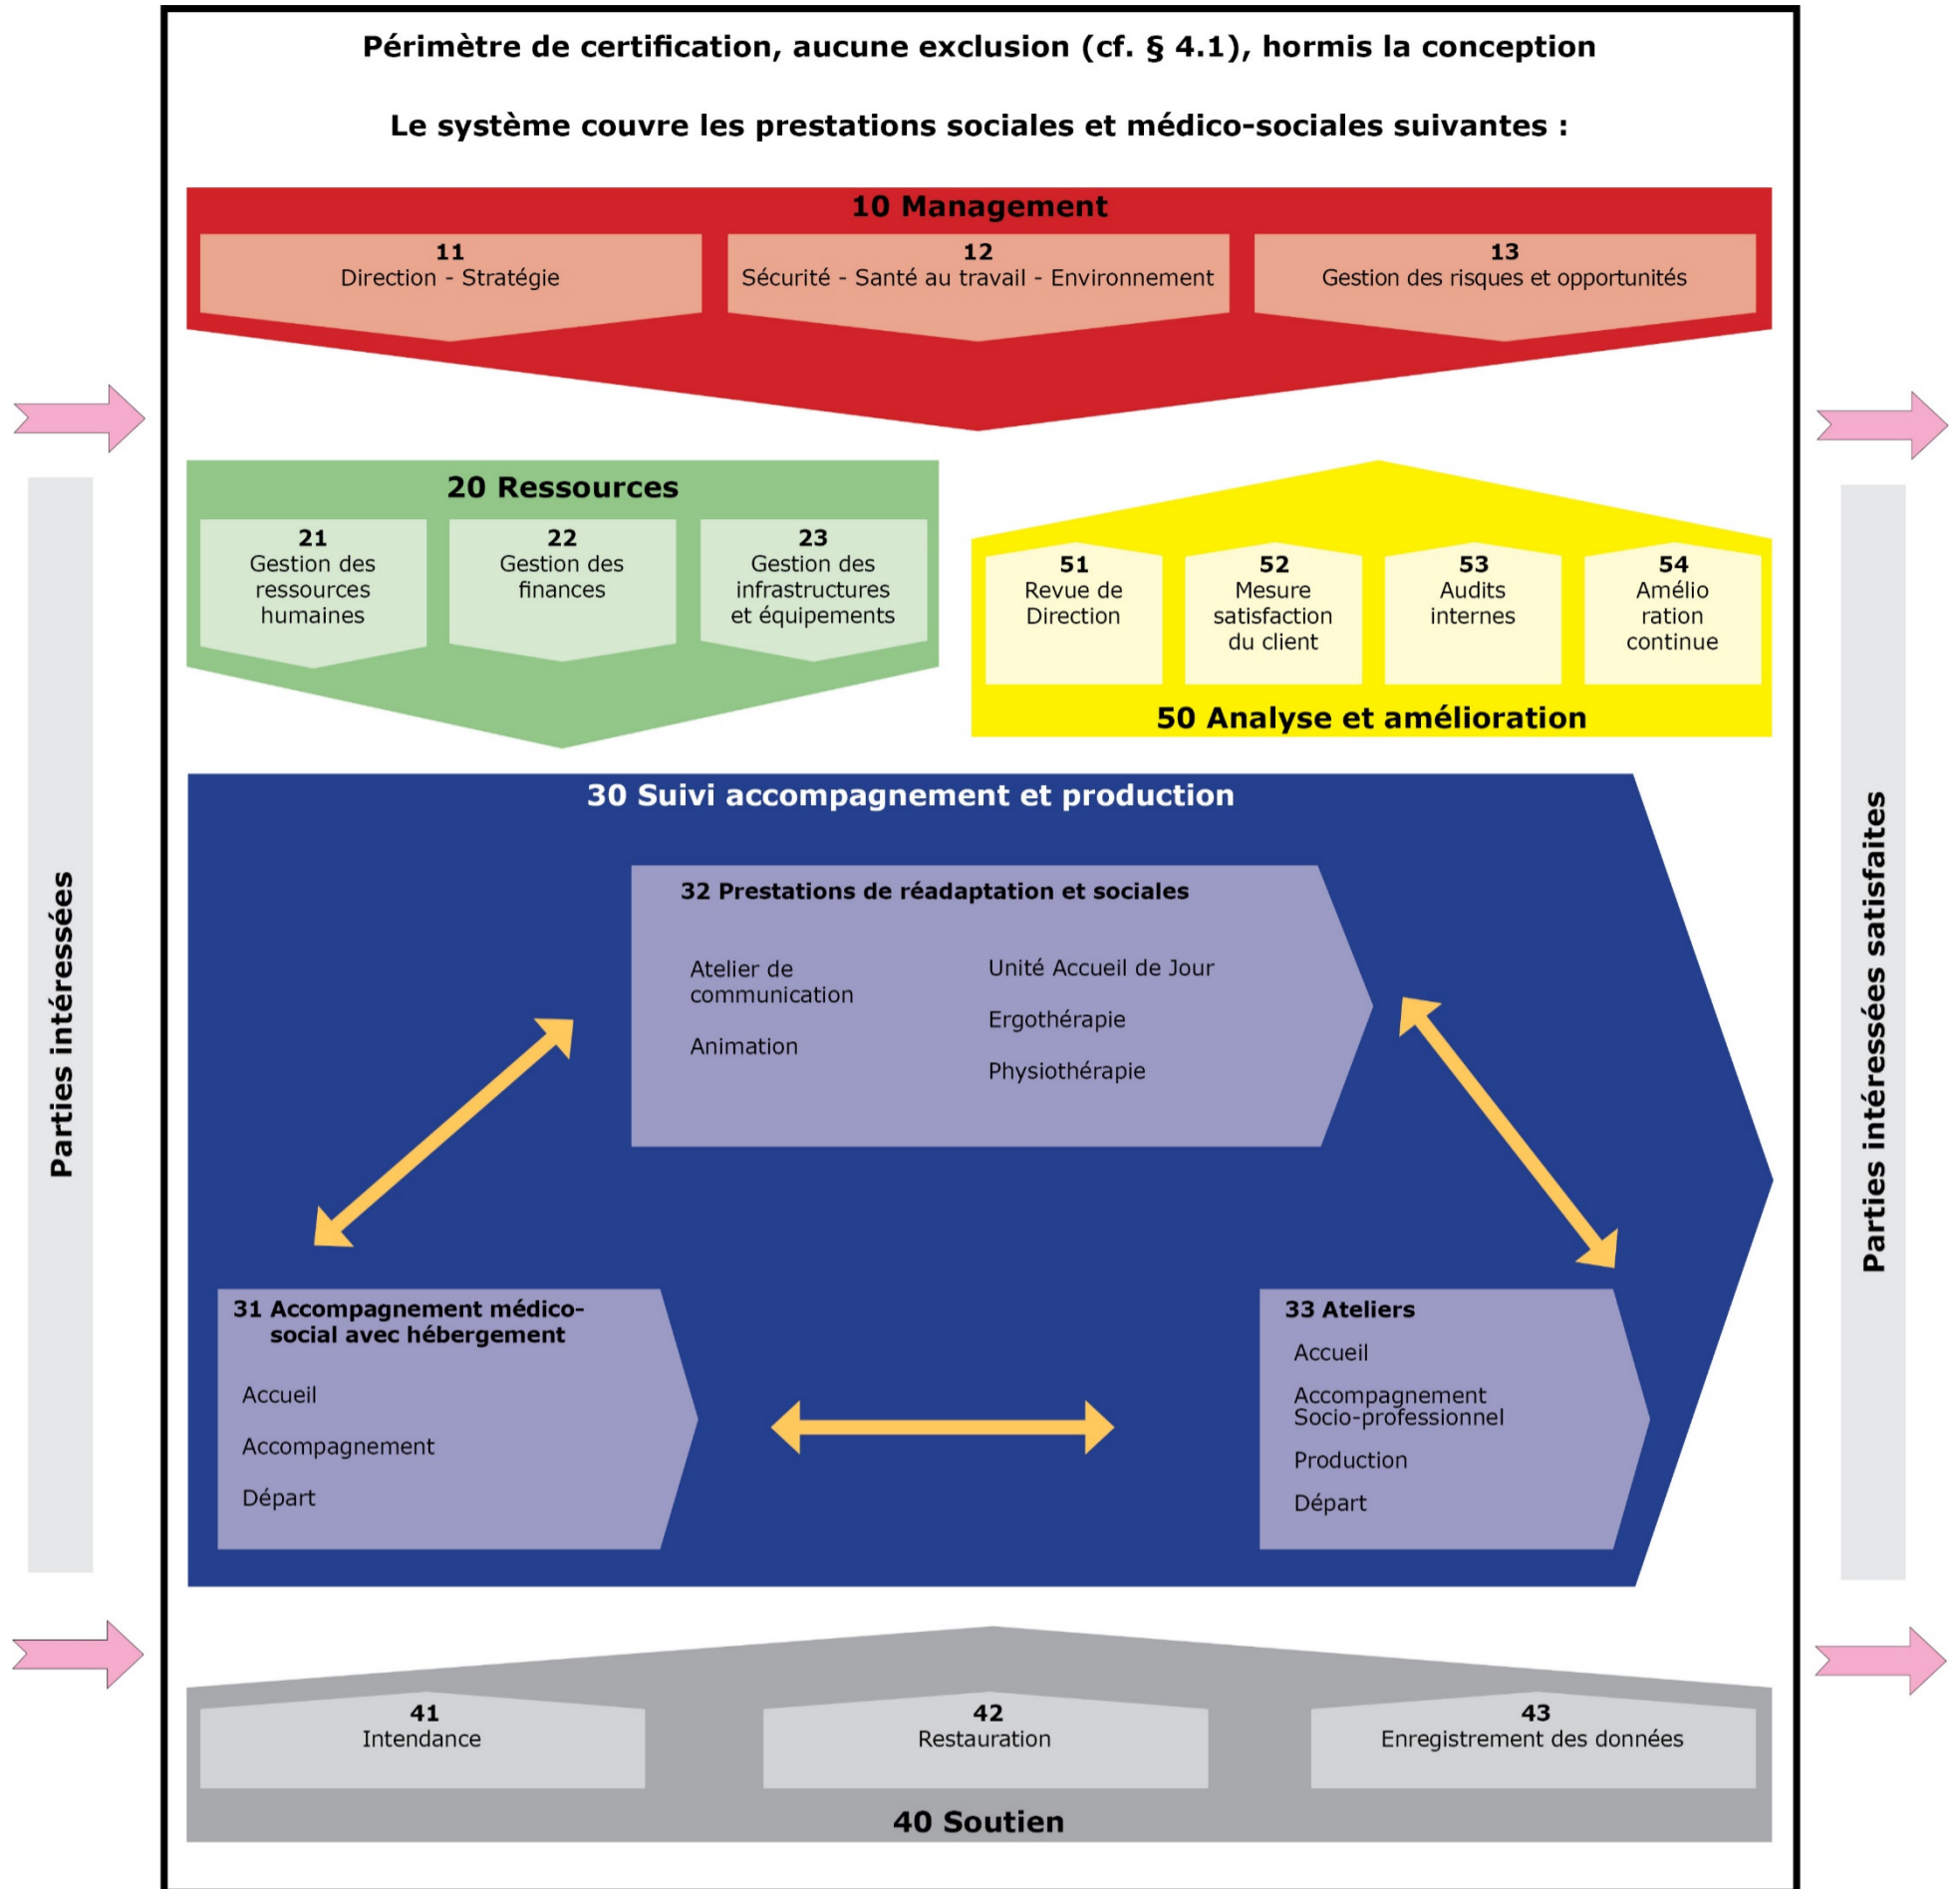 Périmètre de certification, aucune exclusion (cf. § 4.1), hormis la conception
Le système couvre les prestations sociales et médico-sociales suivantes :
10 Management
11
Direction - Stratégie
12
Sécurité - Santé au travail - Environnement
13
Gestion des risques et opportunités
Parties intéressées
20 Ressources
21
Gestion des
ressources
humaines
22
Gestion des
finances
23
Gestion des
infrastructures
et équipements
51
Revue de
Direction
52
Mesure
satisfaction
du client
53
Audits
internes
54
Amélio
ration
continue
50 Analyse et amélioration
30 Suivi accompagnement et production
32 Prestations de réadaptation et sociales
Atelier de
communication
Animation
Unité Accueil de Jour
Ergothérapie
Physiothérapie
31 Accompagnement médico-
social avec hébergement
Accueil
Accompagnement
Départ
33 Ateliers
Accueil
Accompagnement
Socio-professionnel
Production
Départ
Parties intéressées satisfaites
41
Intendance
42
Restauration
43
Enregistrement des données
40 Soutien